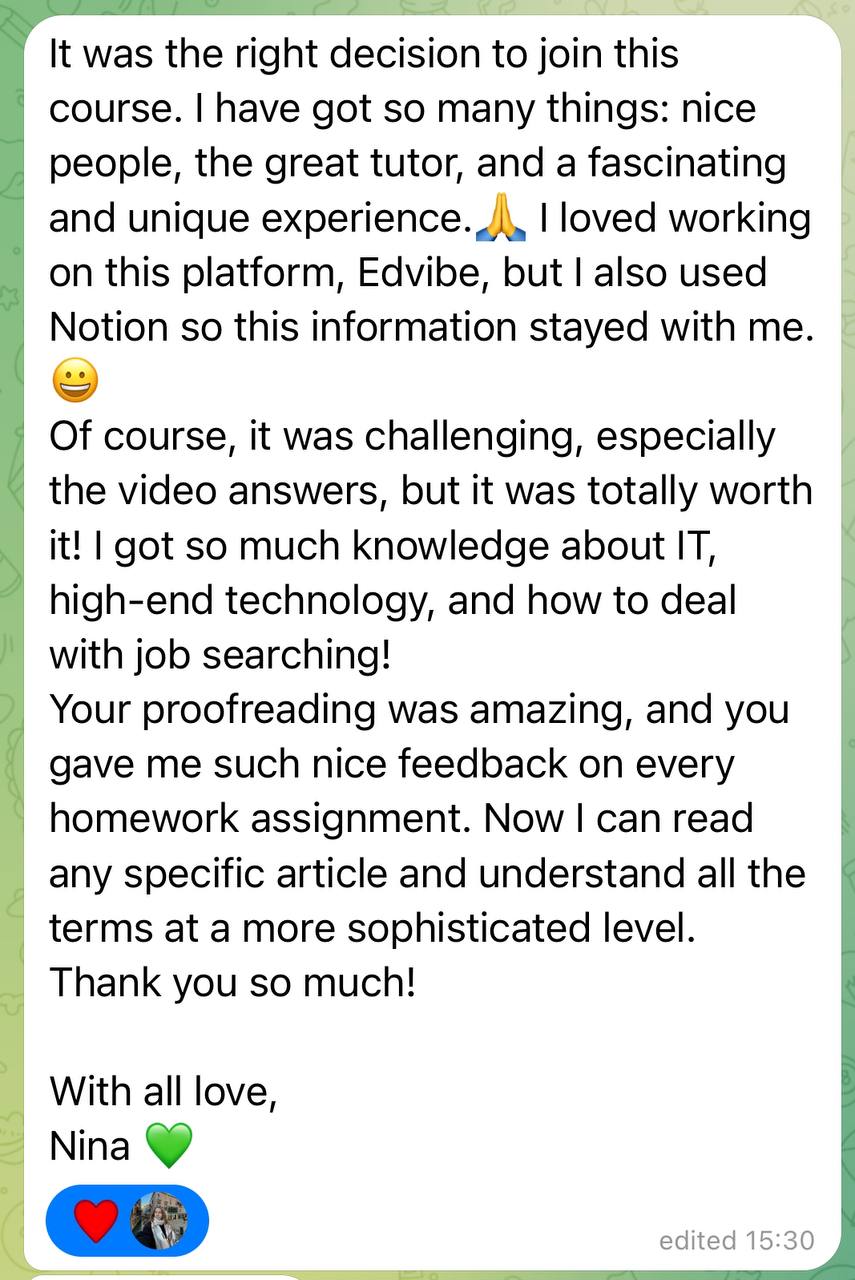 It was the right decision to join this
course. I have got so many things: nice
people, the great tutor, and a fascinating
and unique experience.🙏 I loved working
on this platform, Edvibe, but I also used
Notion so this information stayed with me.
😀
Of course, it was challenging, especially
the video answers, but it was totally worth
it! I got so much knowledge about IT,
high-end technology, and how to deal
with job searching!
Your proofreading was amazing, and you
gave me such nice feedback on every
homework assignment. Now I can read
any specific article and understand all the
terms at a more sophisticated level.
Thank you so much!
With all love,
Nina 💚
❤️
edited 15:30